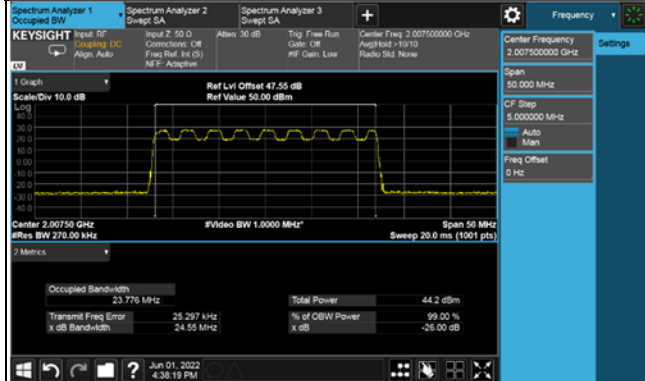 Spectrum Analyzer 1
Occupied BW
Spectrum Analyzer 2
Swept SA
Spectrum Analyzer 3
Swept SA
+
Frequency
KEYSIGHT
Input: RF
Coupling: DC
Align: Auto
Input Z: 50 Ω
Corrections: Off
Freq Ref: Int (S)
NFE: Adaptive
Atten: 30 dB
Trig: Free Run
Gate: Off
#IF Gain: Low
Center Freq: 2.007500000 GHz
Avg|Hold:>10/10
Radio Std: None
LXI
Center Frequency
2.007500000 GHz
Settings
Span
50.000 MHz
CF Step
5.000000 MHz
Auto
Man
Freq Offset
0 Hz
1 Graph
Scale/Div 10.0 dB
Ref Lvl Offset 47.55 dB
Ref Value 50.00 dBm
Log
40.0
30.0
20.0
10.0
0.00
-10.0
-20.0
-30.0
-40.0
Center 2.00750 GHz
#Res BW 270.00 kHz
#Video BW 1.0000 MHz*
Span 50 MHz
Sweep 20.0 ms (1001 pts)
2 Metrics
Occupied Bandwidth
23.776 MHz
Total Power
44.2 dBm
Transmit Freq Error
25.297 kHz
% of OBW Power
99.00 %
x dB Bandwidth
24.55 MHz
x dB
-26.00 dB
?
Jun 01, 2022
4:38:19 PM